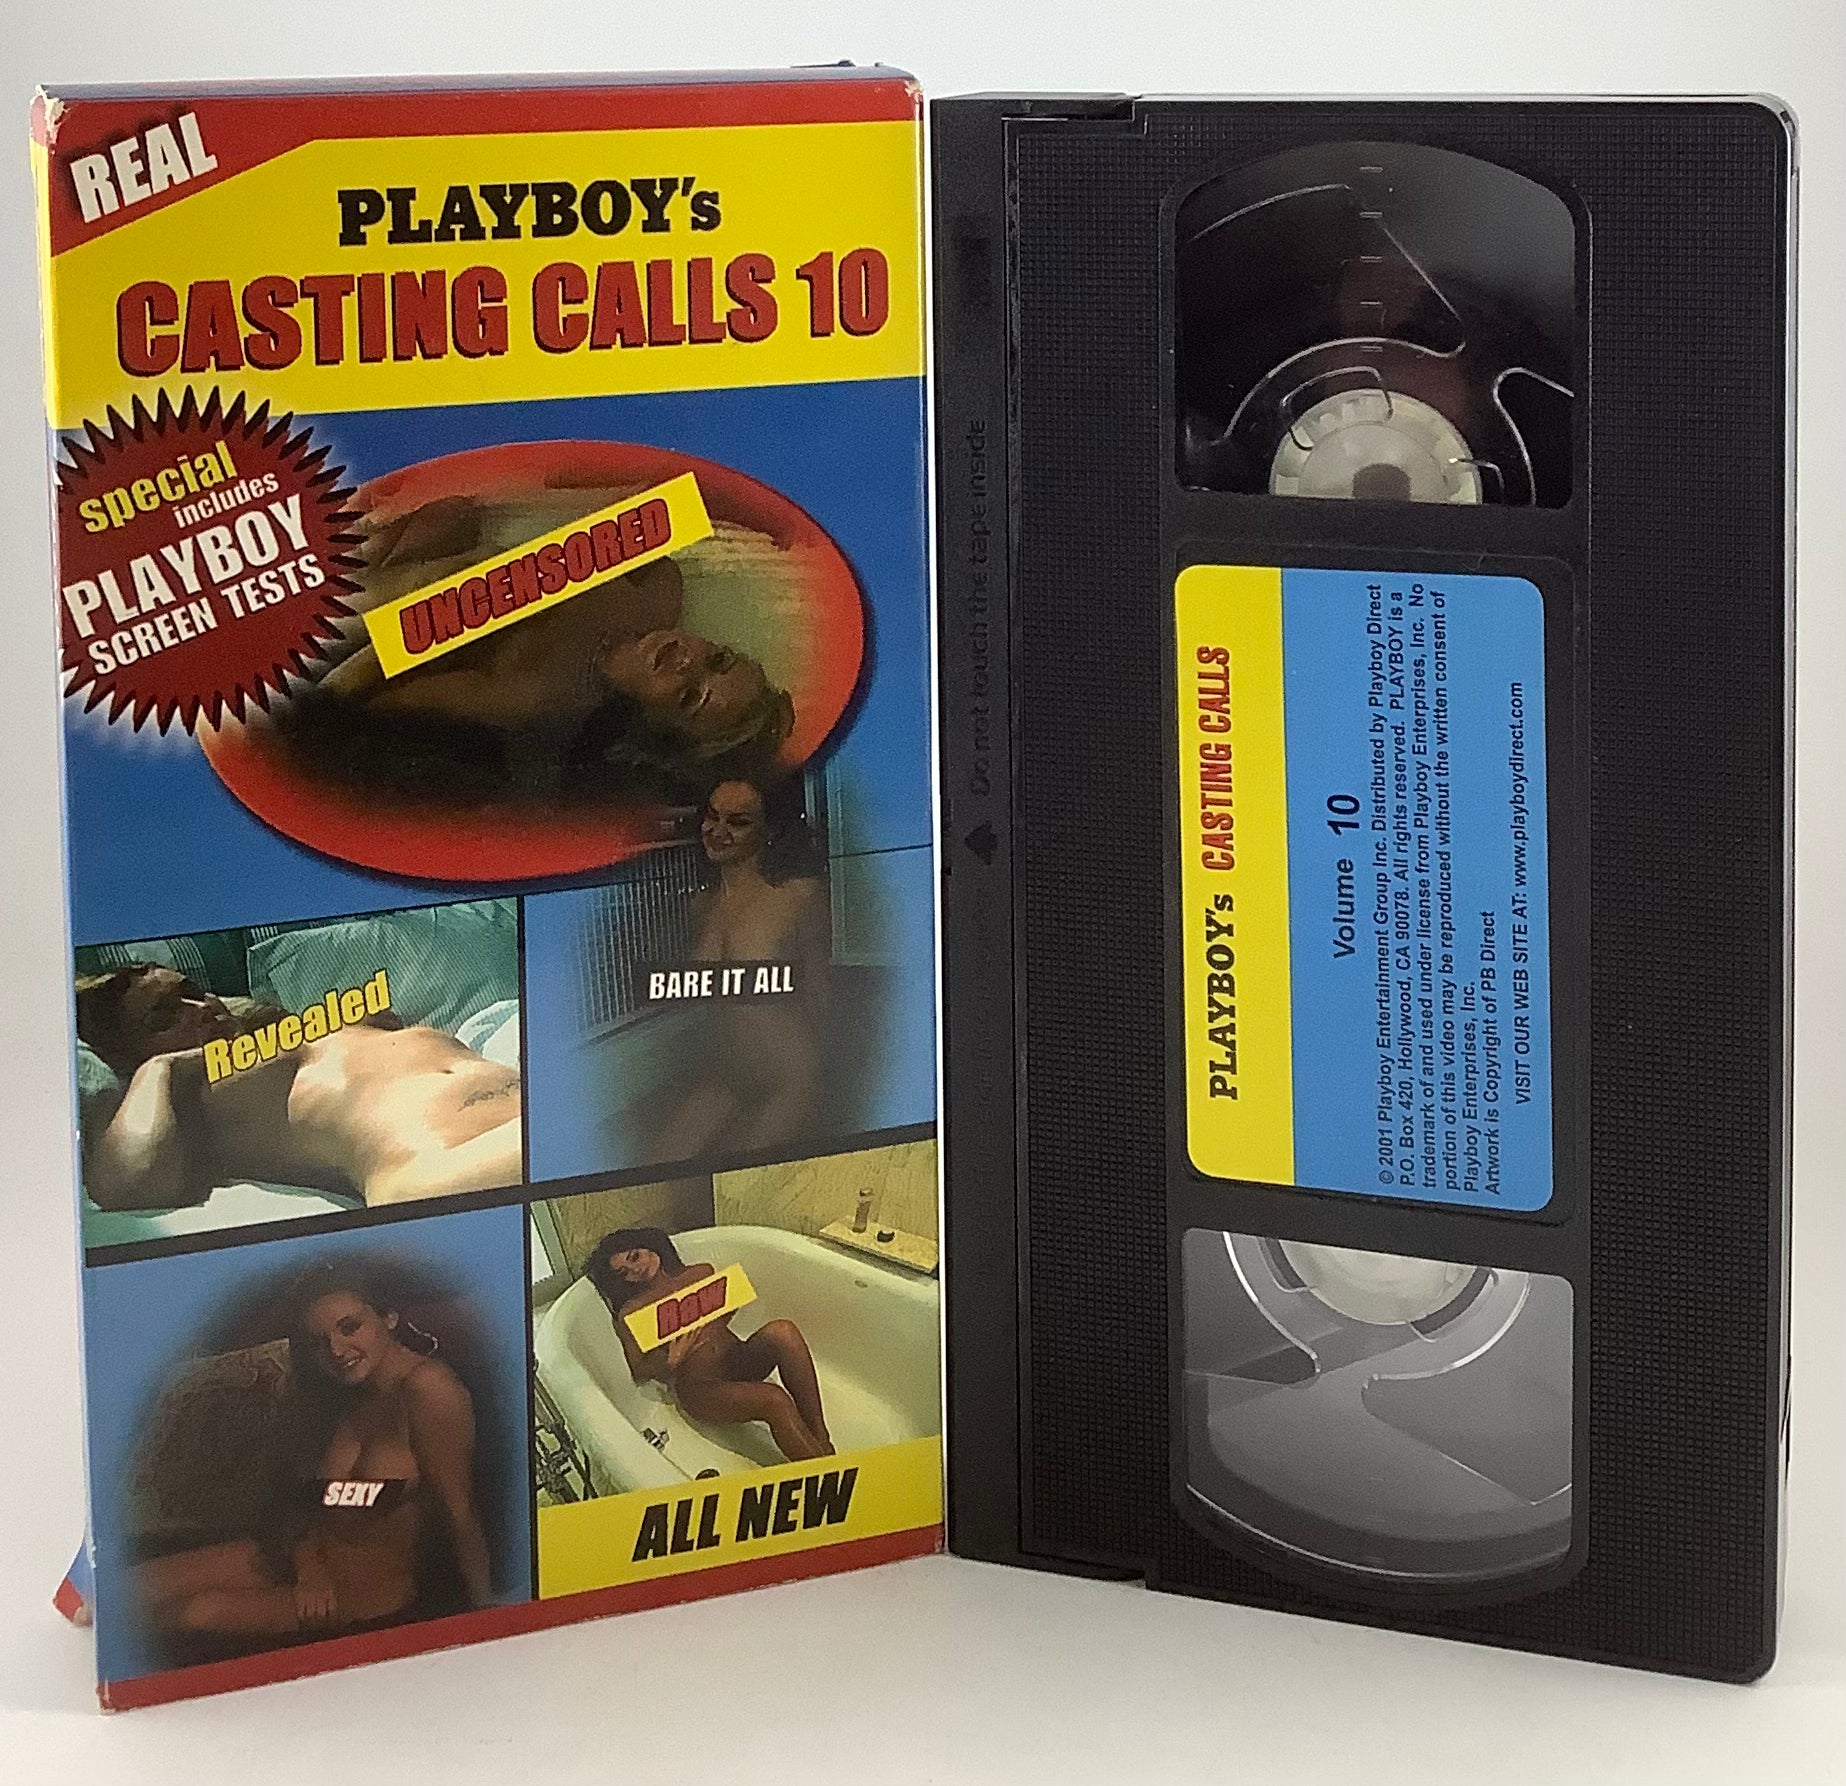 REAL
PLAYBOY's
CASTING CALLS 10
special
includes
PLAYBOY
SCREEN TESTS
UNCENSORED
Revealed
BARE IT ALL
SEXY
Raw
ALL NEW
Do not touch the tape inside
PLAYBOY's CASTING CALLS
Volume 10
© 2001 Playboy Entertainment Group Inc. Distributed by Playboy Direct
P.O. Box 420, Hollywood, CA 90078. All rights reserved. PLAYBOY is a
trademark of and used under license from Playboy Enterprises, Inc. No
portion of this video may be reproduced without the written consent of
Playboy Enterprises, Inc.
Artwork is Copyright of PB Direct
VISIT OUR WEB SITE AT: www.playboydirect.com